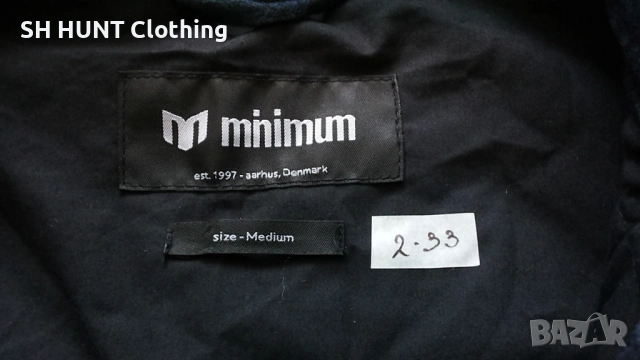 SH HUNT Clothing
minimum
est. 1997 - aarhus, Denmark
size - Medium
2-33
BAZAR